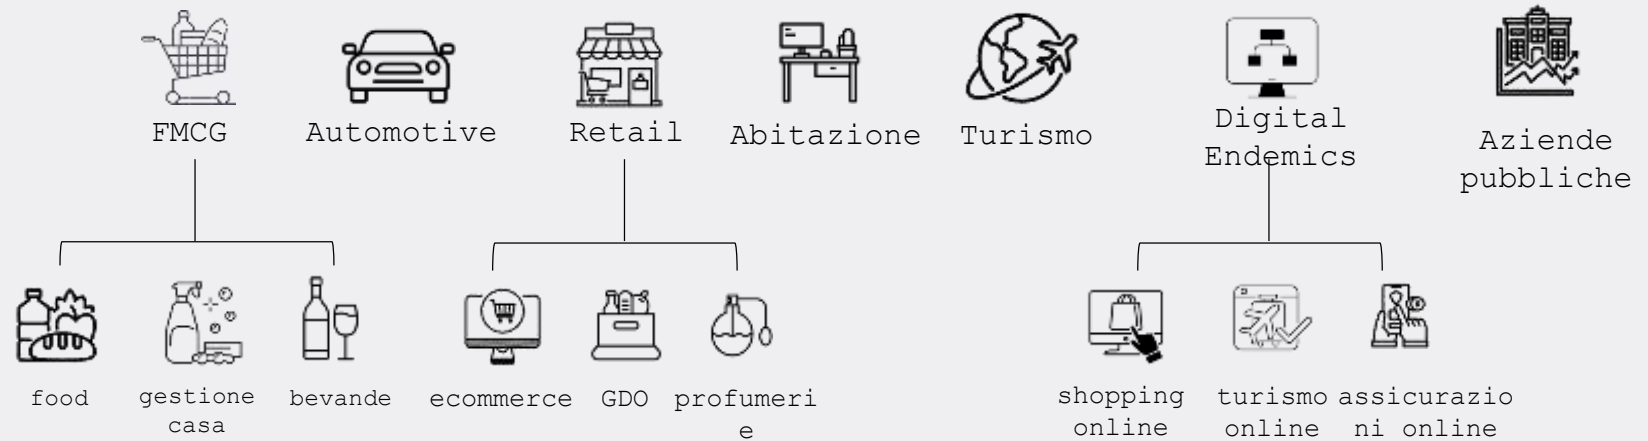 FMCG
Automotive
Retail
Abitazione
Turismo
Digital
Endemics
Aziende
pubbliche
food
gestione
casa
bevande
ecommerce
GDO
profumeri
e
shopping
online
turismo
online
assicurazio
ni online